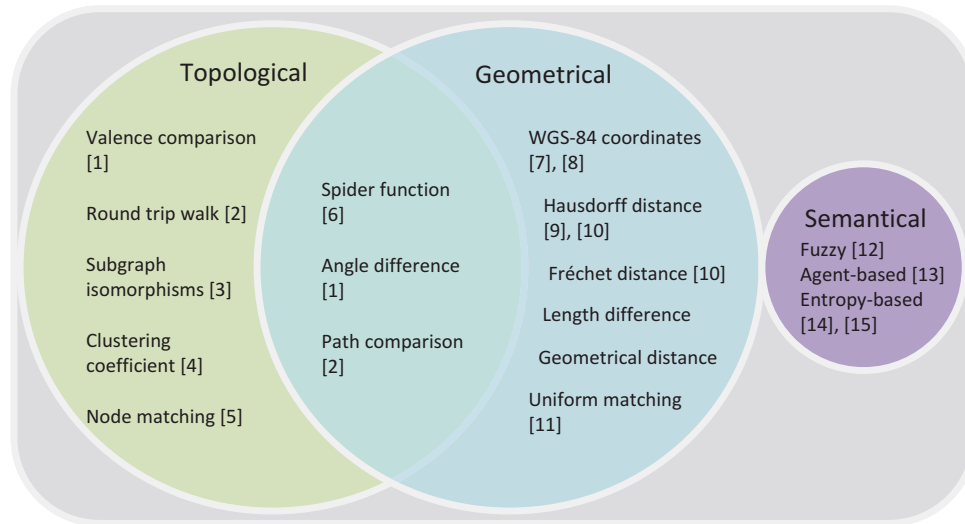 Topological
Valence comparison
[1]
Round trip walk [2]
Subgraph
isomorphisms [3]
Clustering
coefficient [4]
Node matching [5]
Spider function
[6]
Angle difference
[1]
Path comparison
[2]
Geometrical
WGS-84 coordinates
[7], [8]
Hausdorff distance
[9], [10]
Fréchet distance [10]
Length difference
Geometrical distance
Uniform matching
[11]
Semantical
Fuzzy [12]
Agent-based [13]
Entropy-based
[14], [15]